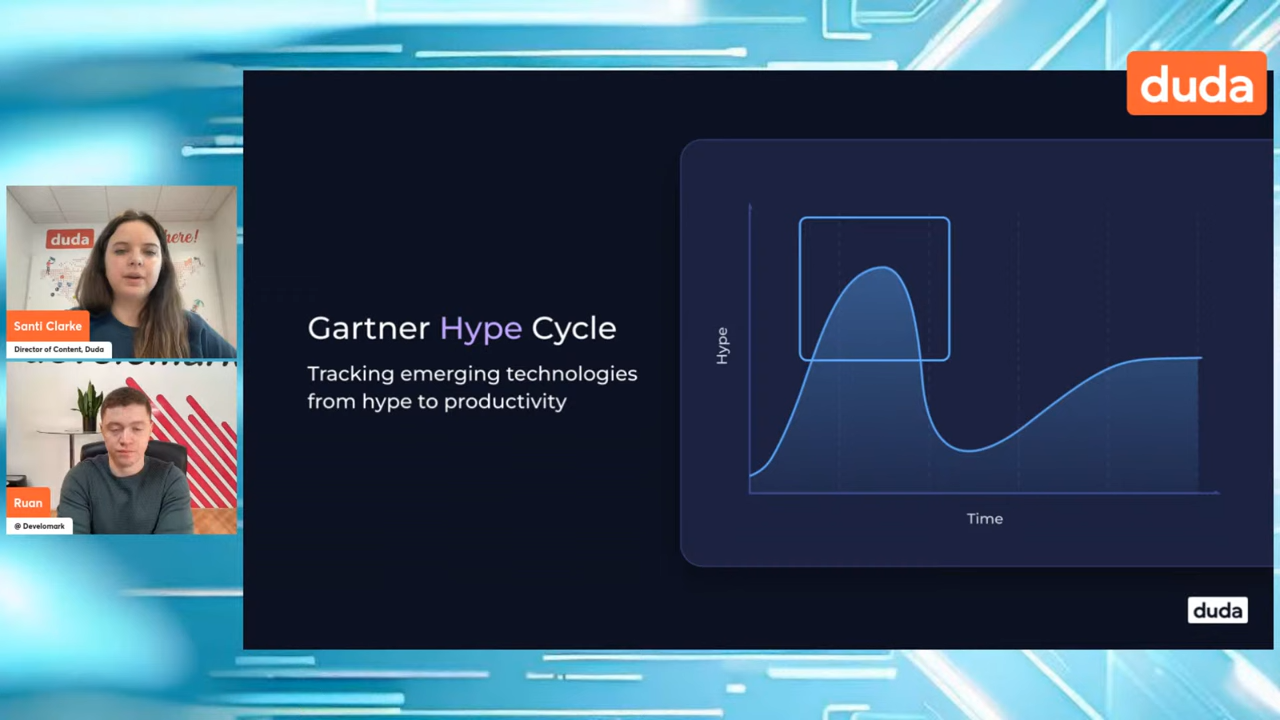 duda
duda
here!
Santi Clarke
Director of Content, Duda
Ruan
@ Develomark
Gartner Hype Cycle
Tracking emerging technologies
from hype to productivity
Hype
Time
duda